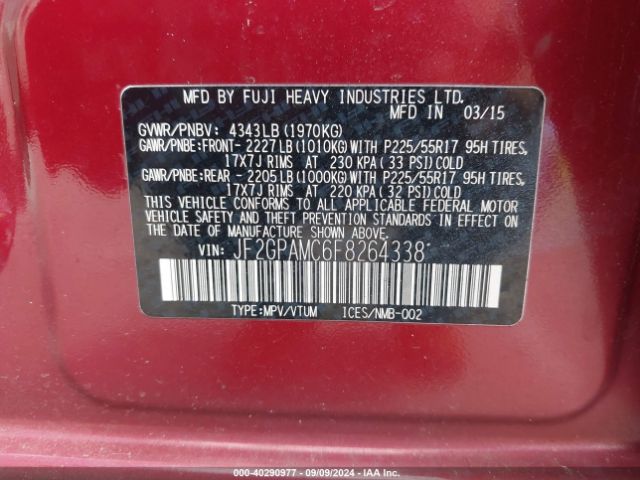 MFD BY FUJI HEAVY INDUSTRIES LTD.
MFD IN 03/15
GVWR/PNBV: 4343LB(1970KG)
GAWR/PNBE:FRONT- 2227LB(1010KG)WITH P225/55R17 95H TIRES,
17X7J RIMS AT 230 KPA(33 PSI)COLD
GAWR/PNBE:REAR - 2205LB(1000KG)WITH P225/55R17 95H TIRES,
17X7J RIMS AT 220 KPA(32 PSI)COLD
THIS VEHICLE CONFORMS TO ALL APPLICABLE FEDERAL MOTOR
VEHICLE SAFETY AND THEFT PREVENTION STANDARDS IN EFFECT ON
THE DATE OF MANUFACTURE SHOWN ABOVE.
VIN: JF2GPAMC6F8264338
TYPE:MPV/VTUM ICES/NMB-002
000-40290977 - 09/09/2024 - IAA Inc.